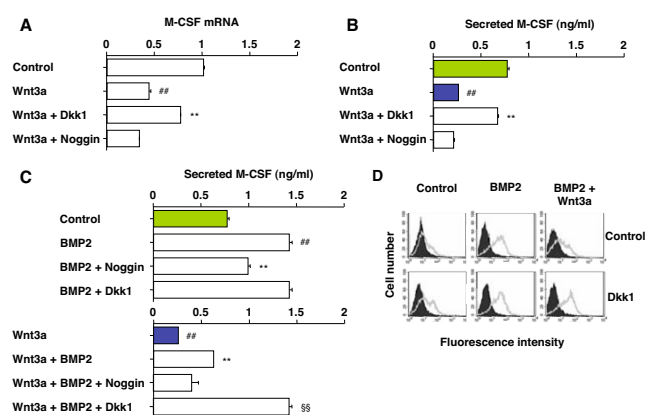 A
M-CSF mRNA
0 0.5 1 1.5 2
Control
Wnt3a
##
Wnt3a + Dkk1
**
Wnt3a + Noggin
B
Secreted M-CSF (ng/ml)
0 0.5 1 1.5 2
Control
Wnt3a
##
Wnt3a + Dkk1
**
Wnt3a + Noggin
C
Secreted M-CSF (ng/ml)
0 0.5 1 1.5 2
Control
BMP2
##
BMP2 + Noggin
**
BMP2 + Dkk1
0 0.5 1 1.5 2
Wnt3a
##
Wnt3a + BMP2
**
Wnt3a + BMP2 + Noggin
Wnt3a + BMP2 + Dkk1
§§
D
Control
BMP2
BMP2 +
Wnt3a
Cell number
Control
Dkk1
Fluorescence intensity